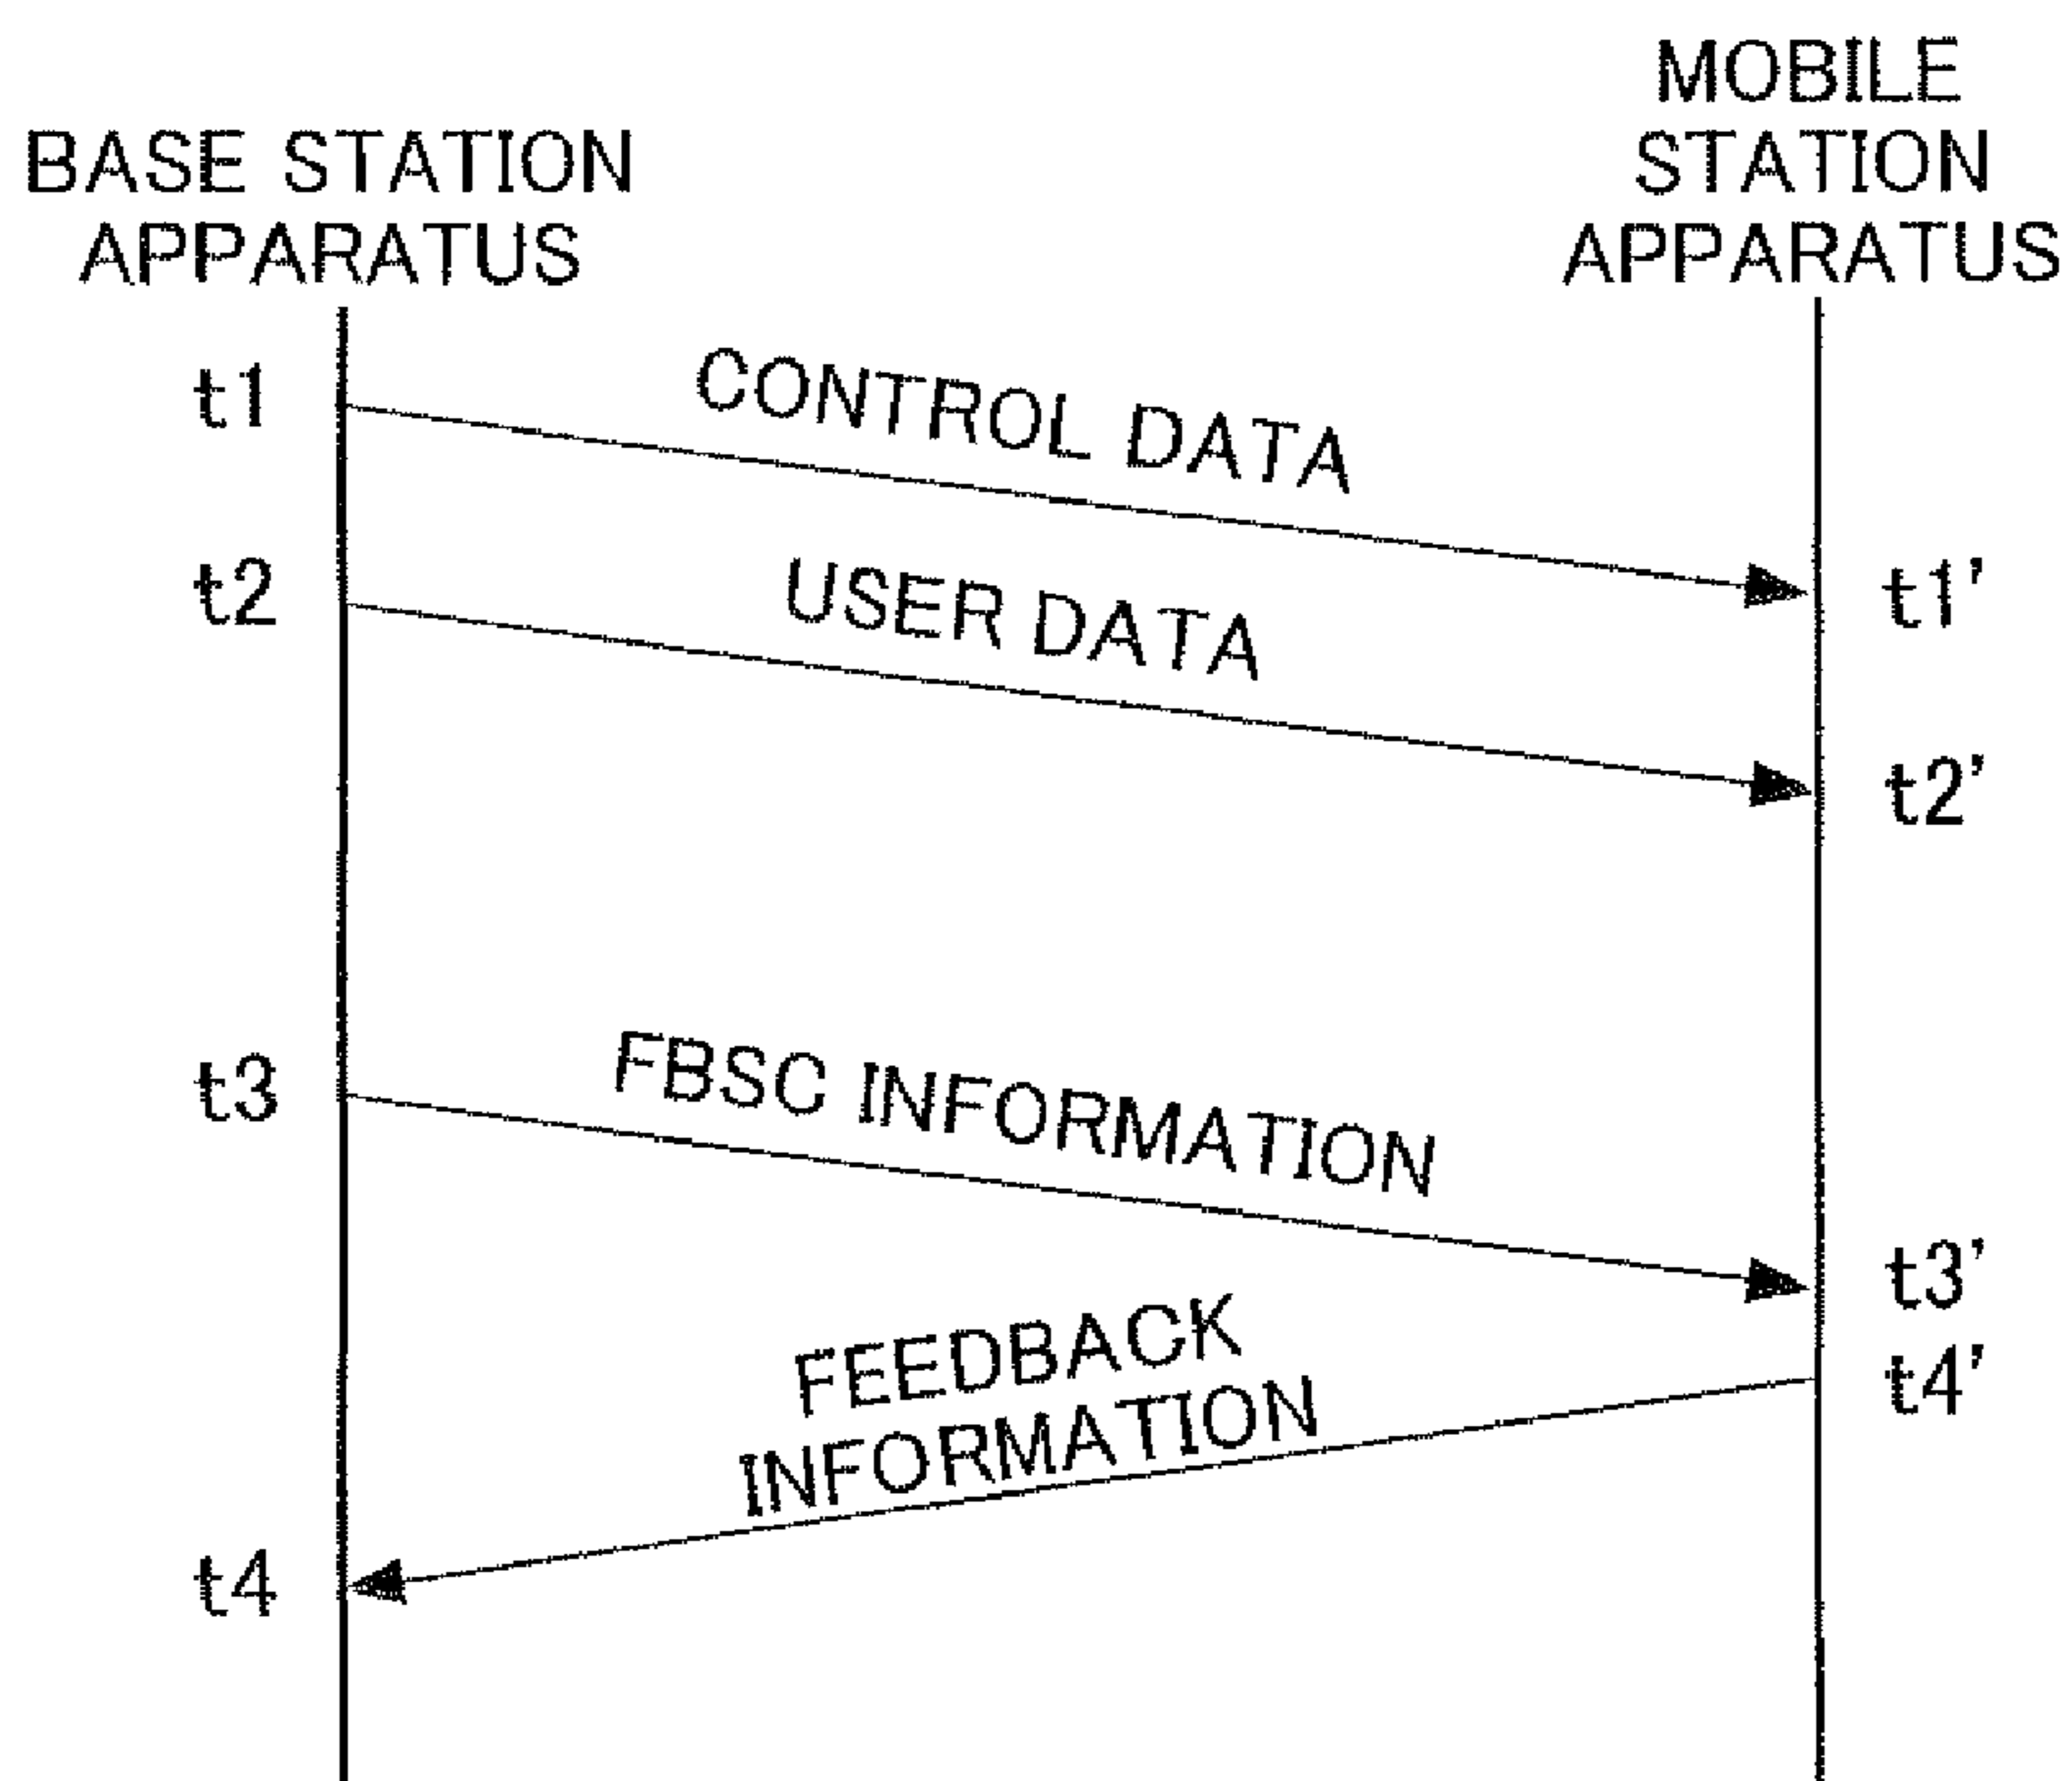 BASE STATION
APPARATUS
MOBILE
STATION
APPARATUS
t1
CONTROL DATA
t1'
t2
USER DATA
t2'
t3
FBSC INFORMATION
t3'
FEEDBACK
INFORMATION
t4'
t4